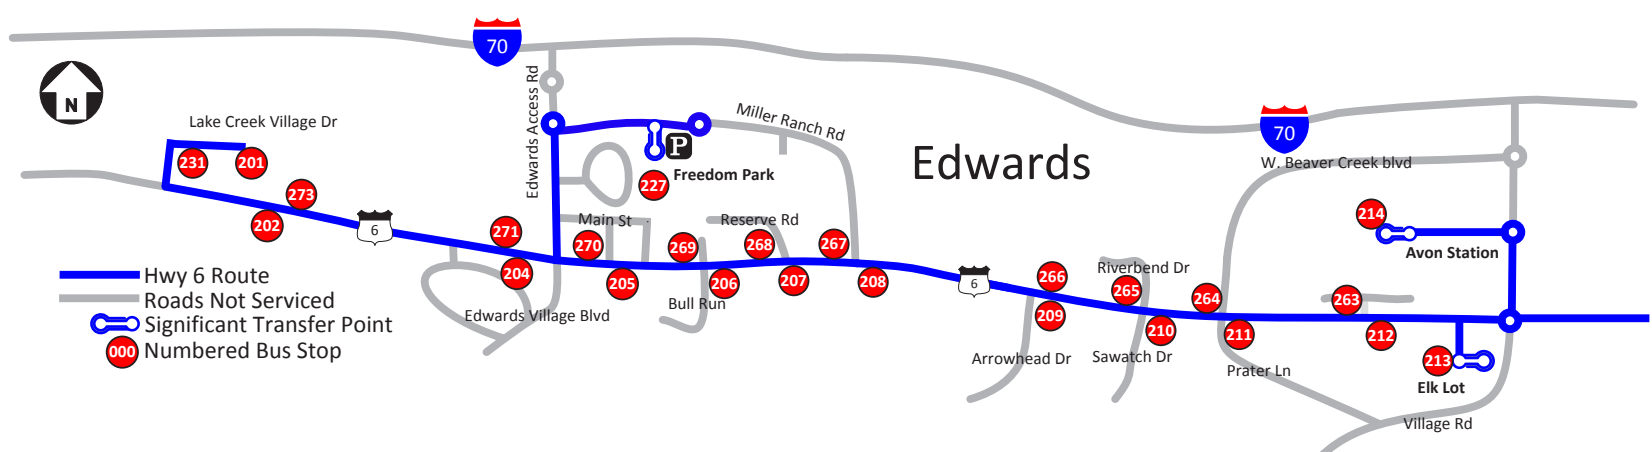 70
N
Edwards Access Rd
Lake Creek Village Dr
Miller Ranch Rd
70
Edwards
W. Beaver Creek blvd
231
201
P
Freedom Park
227
273
202
6
271
204
Main St
270
205
269
Reserve Rd
268
267
206
207
208
Bull Run
Edwards Village Blvd
214
Avon Station
6
266
209
Riverbend Dr
265
264
263
210
211
212
Arrowhead Dr
Sawatch Dr
Prater Ln
213
Elk Lot
Village Rd
Hwy 6 Route
Roads Not Serviced
Significant Transfer Point
000 Numbered Bus Stop